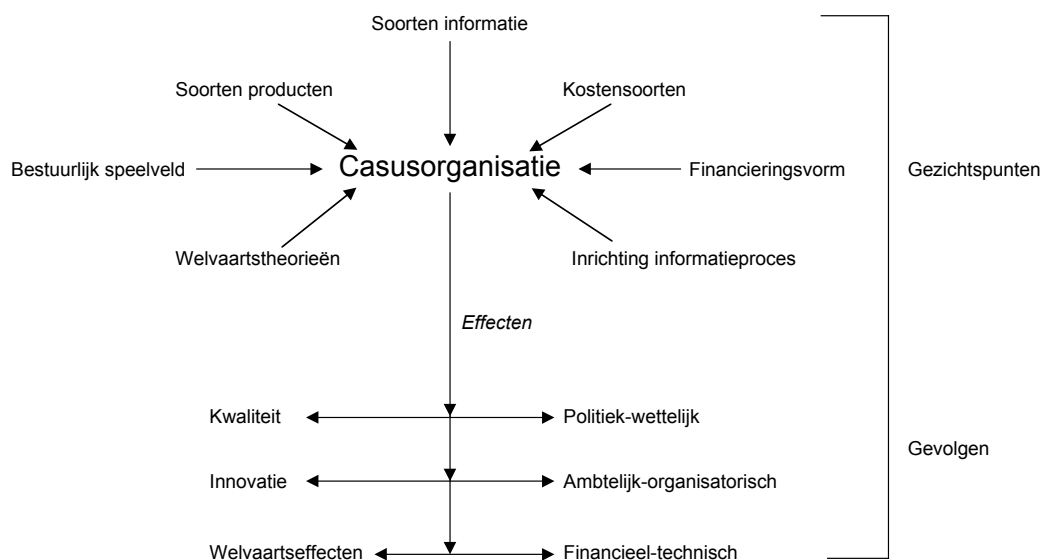 Soorten informatie
Soorten producten
Kostensoorten
Bestuurlijk speelveld
Casusorganisatie
Financieringsvorm
Gezichtspunten
Welvaartstheorieën
Inrichting informatieproces
Effecten
Kwaliteit
Politiek-wettelijk
Gevolgen
Innovatie
Ambtelijk-organisatorisch
Welvaartseffecten
Financieel-technisch